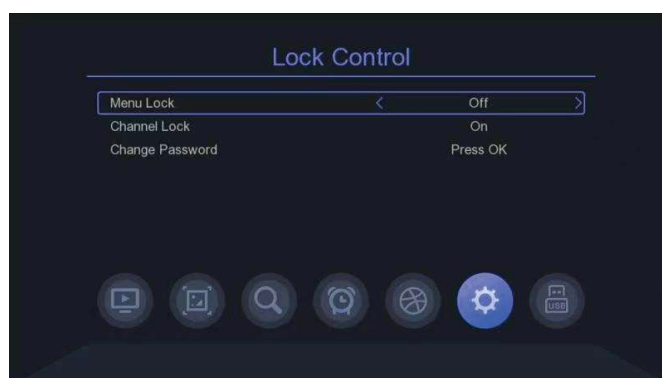 Lock Control
Menu Lock < Off >
Channel Lock On
Change Password Press OK
USB